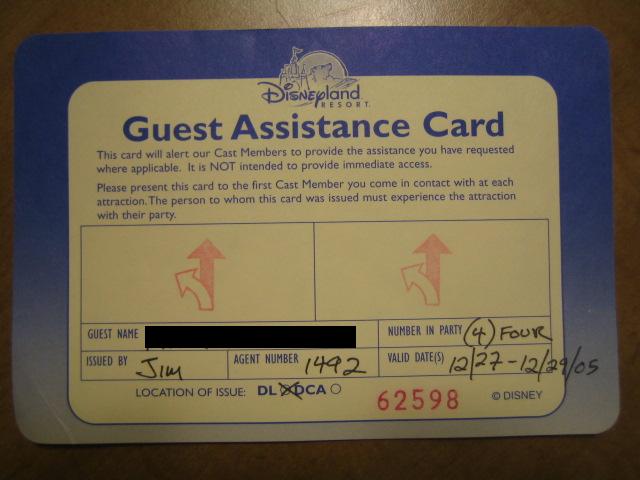 Disneyland
RESORT.
Guest Assistance Card
This card will alert our Cast Members to provide the assistance you have requested
where applicable. It is NOT intended to provide immediate access.
Please present this card to the first Cast Member you come in contact with at each
attraction. The person to whom this card was issued must experience the attraction
with their party.
GUEST NAME NUMBER IN PARTY (4) FOUR
ISSUED BY Jim AGENT NUMBER 1492 VALID DATE(S) 12/27-12/29/05
LOCATION OF ISSUE: DL DCA
62598
© DISNEY